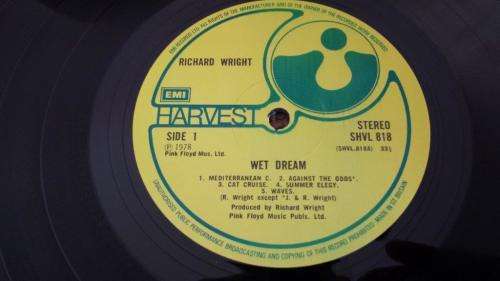 EMI RECORDS LTD. ALL RIGHTS OF THE MANUFACTURER AND OF THE OWNER OF THE RECORDED WORK RESERVED
RICHARD WRIGHT
EMI
HARVEST
SIDE 1
STEREO
SHVL 818
℗ 1978
Pink Floyd Mus. Ltd.
(SHVL.818A) 33⅓
WET DREAM
1. MEDITERRANEAN C. 2. AGAINST THE ODDS*.
3. CAT CRUISE. 4. SUMMER ELEGY.
5. WAVES.
(R. Wright except *J. & R. Wright)
Produced by Richard Wright
Pink Floyd Music Publs. Ltd.
UNAUTHORISED PUBLIC PERFORMANCE BROADCASTING AND COPYING OF THIS RECORD PROHIBITED MADE IN GT BRITAIN